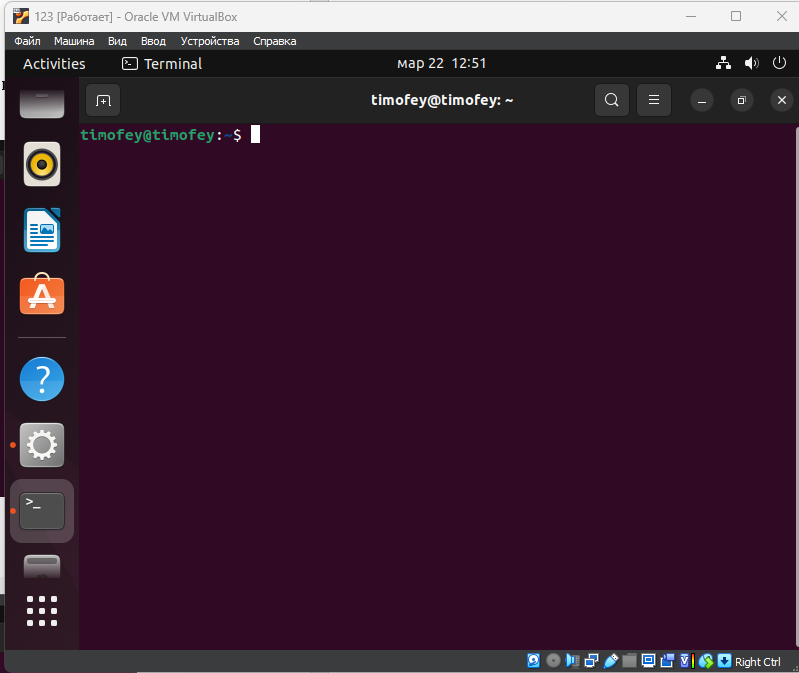 123 [Работает] - Oracle VM VirtualBox
Файл Машина Вид Ввод Устройства Справка
Activities Terminal мар 22 12:51
timofey@timofey: ~
timofey@timofey:~$
Right Ctrl